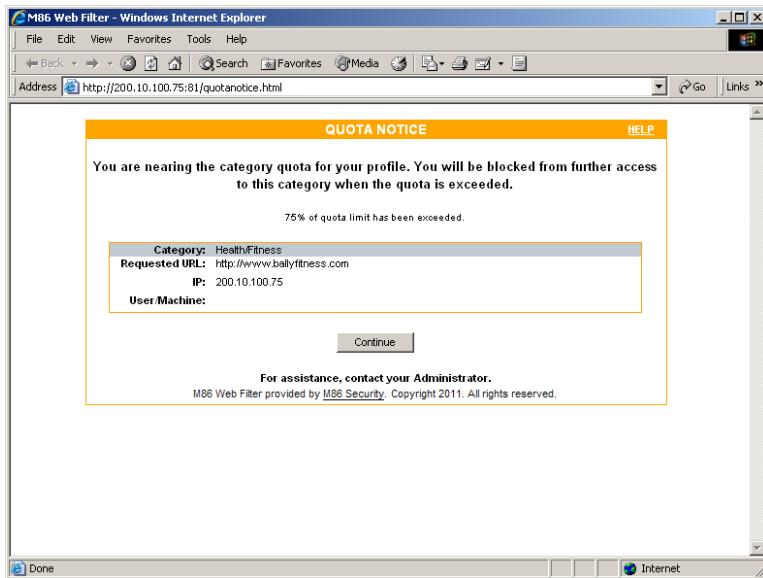 M86 Web Filter - Windows Internet Explorer
File Edit View Favorites Tools Help
Back Search Favorites Media
Address http://200.10.100.75:81/quotanotice.html Go Links »
QUOTA NOTICE HELP
You are nearing the category quota for your profile. You will be blocked from further access
to this category when the quota is exceeded.
75% of quota limit has been exceeded.
Category: Health/Fitness
Requested URL: http://www.ballyfitness.com
IP: 200.10.100.75
User/Machine:
Continue
For assistance, contact your Administrator.
M86 Web Filter provided by M86 Security. Copyright 2011. All rights reserved.
Done Internet